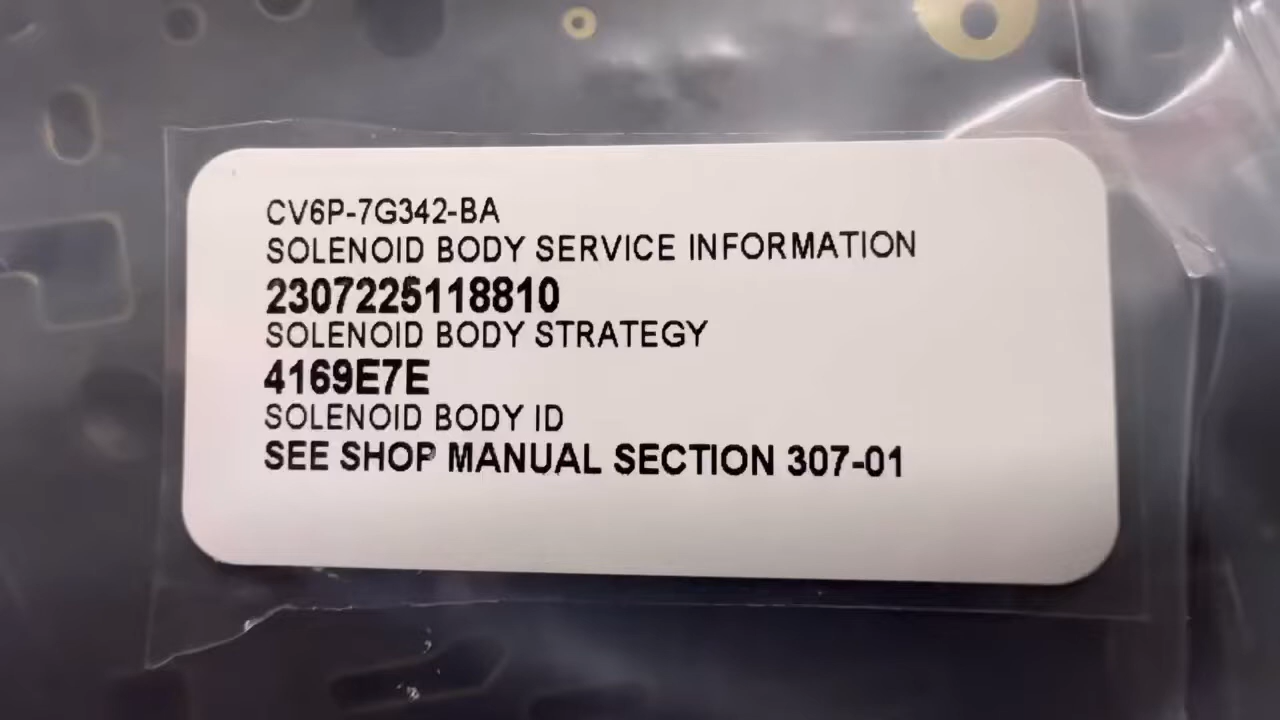 CV6P-7G342-BA
SOLENOID BODY SERVICE INFORMATION
2307225118810
SOLENOID BODY STRATEGY
4169E7E
SOLENOID BODY ID
SEE SHOP MANUAL SECTION 307-01